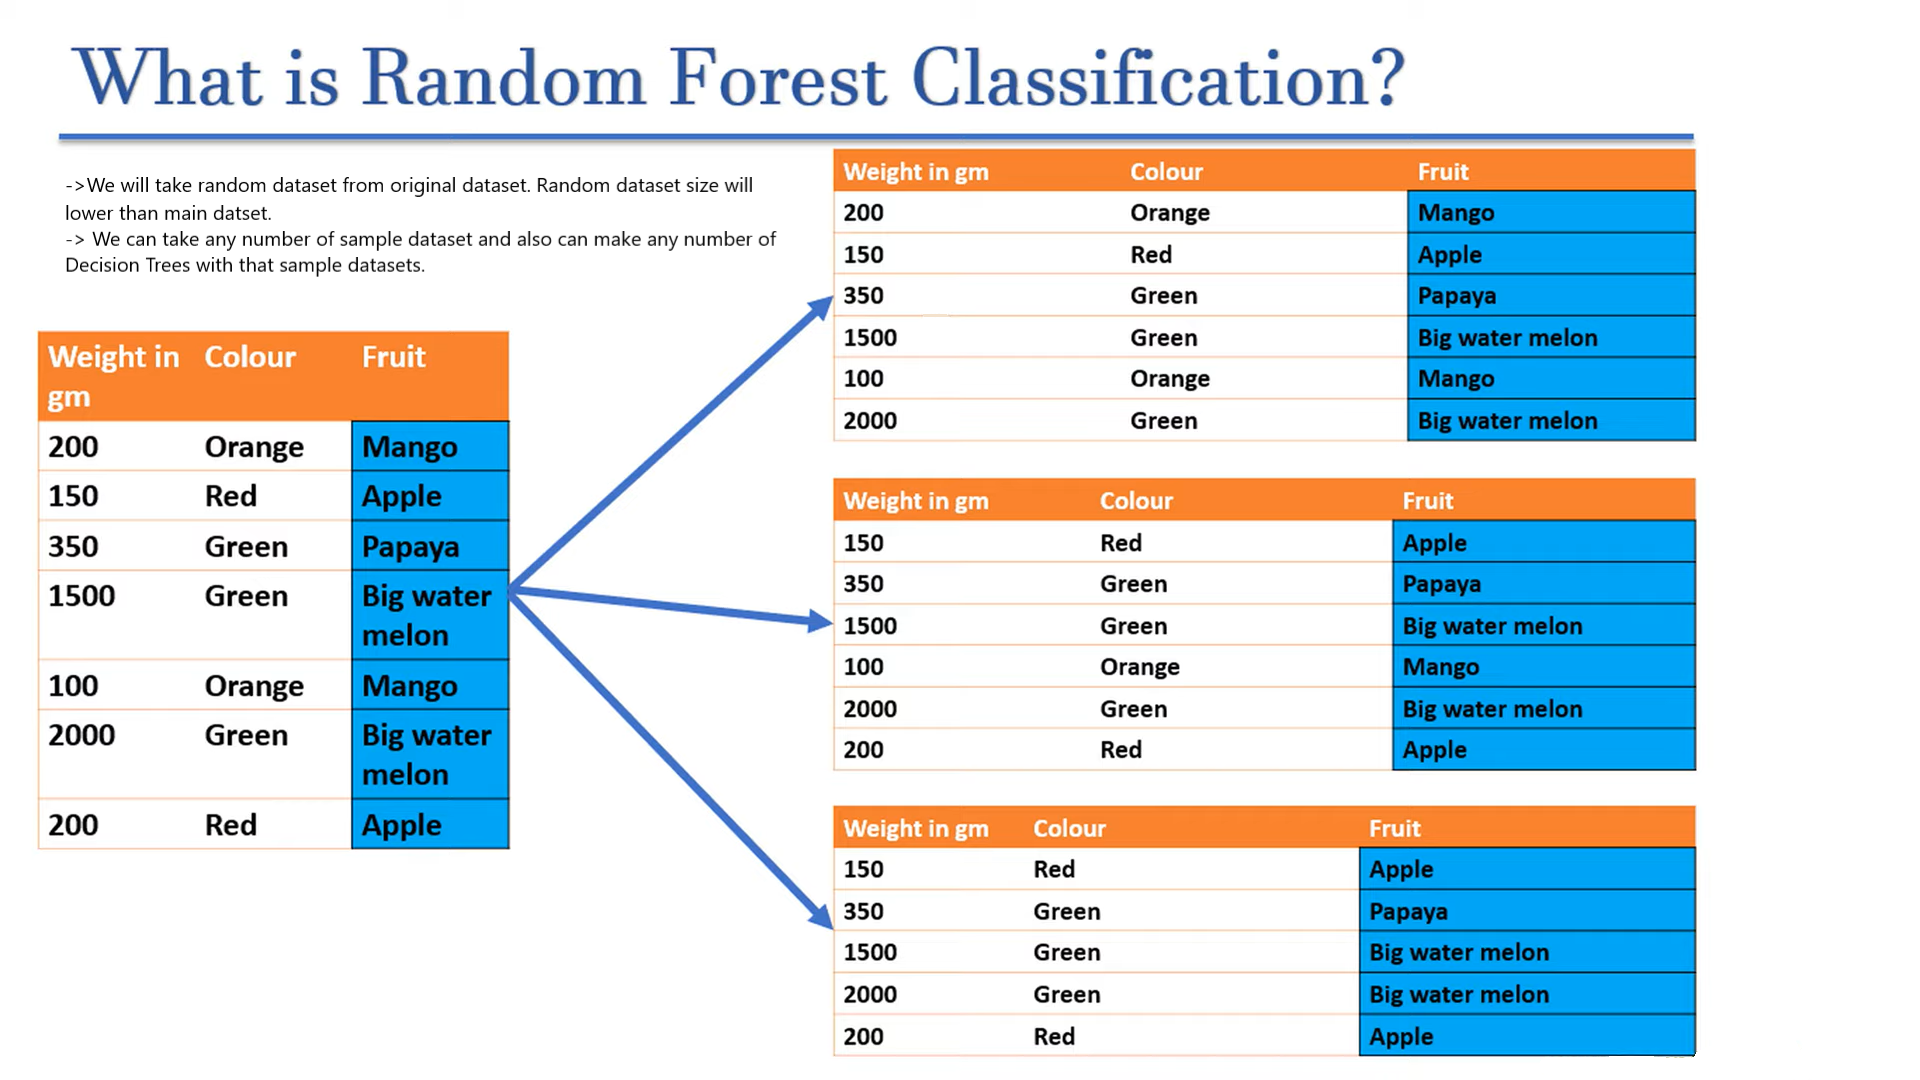 What is Random Forest Classification?
->We will take random dataset from original dataset. Random dataset size will
lower than main datset.
-> We can take any number of sample dataset and also can make any number of
Decision Trees with that sample datasets.
Weight in gm Colour Fruit
200 Orange Mango
150 Red Apple
350 Green Papaya
1500 Green Big water melon
100 Orange Mango
2000 Green Big water melon
200 Red Apple
Weight in gm Colour Fruit
200 Orange Mango
150 Red Apple
350 Green Papaya
1500 Green Big water melon
100 Orange Mango
2000 Green Big water melon
Weight in gm Colour Fruit
150 Red Apple
350 Green Papaya
1500 Green Big water melon
100 Orange Mango
2000 Green Big water melon
200 Red Apple
Weight in gm Colour Fruit
150 Red Apple
350 Green Papaya
1500 Green Big water melon
2000 Green Big water melon
200 Red Apple